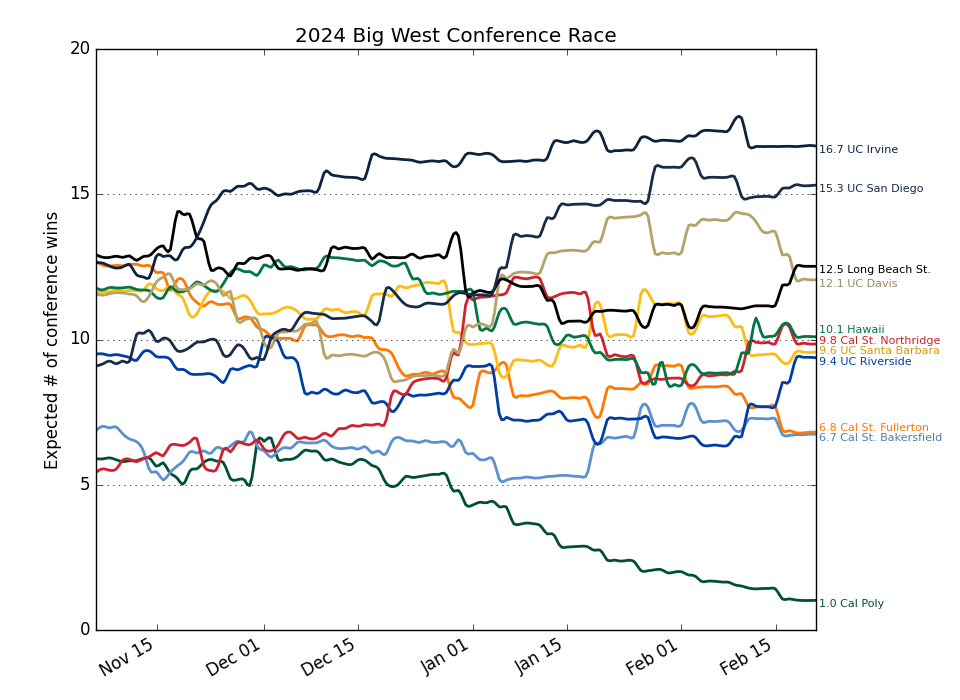 2024 Big West Conference Race
Expected # of conference wins
20
15
10
5
0
Nov 15
Dec 01
Dec 15
Jan 01
Jan 15
Feb 01
Feb 15
16.7 UC Irvine
15.3 UC San Diego
12.5 Long Beach St.
12.1 UC Davis
10.1 Hawaii
9.8 Cal St. Northridge
9.6 UC Santa Barbara
9.4 UC Riverside
6.8 Cal St. Fullerton
6.7 Cal St. Bakersfield
1.0 Cal Poly